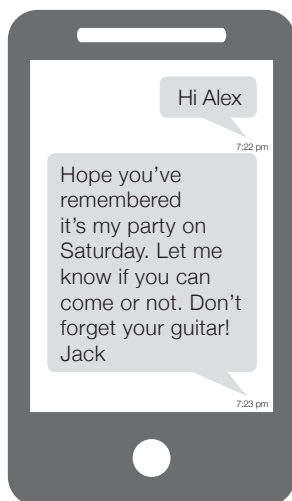 Hi Alex
7:22 pm
Hope you’ve
remembered
it’s my party on
Saturday. Let me
know if you can
come or not. Don’t
forget your guitar!
Jack
7:23 pm